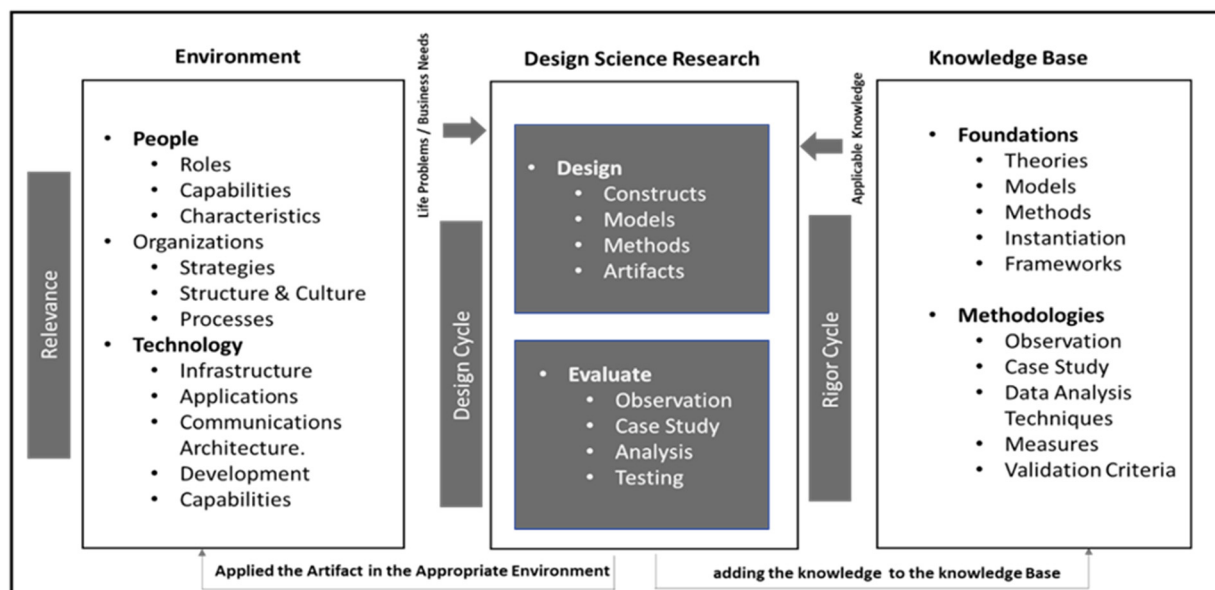 Environment
Relevance
• People
• Roles
• Capabilities
• Characteristics
• Organizations
• Strategies
• Structure & Culture
• Processes
• Technology
• Infrastructure
• Applications
• Communications
Architecture.
• Development
• Capabilities
Life Problems / Business Needs
Design Cycle
Design Science Research
• Design
• Constructs
• Models
• Methods
• Artifacts
• Evaluate
• Observation
• Case Study
• Analysis
• Testing
Applicable Knowledge
Rigor Cycle
Knowledge Base
• Foundations
• Theories
• Models
• Methods
• Instantiation
• Frameworks
• Methodologies
• Observation
• Case Study
• Data Analysis
Techniques
• Measures
• Validation Criteria
Applied the Artifact in the Appropriate Environment
adding the knowledge to the knowledge Base